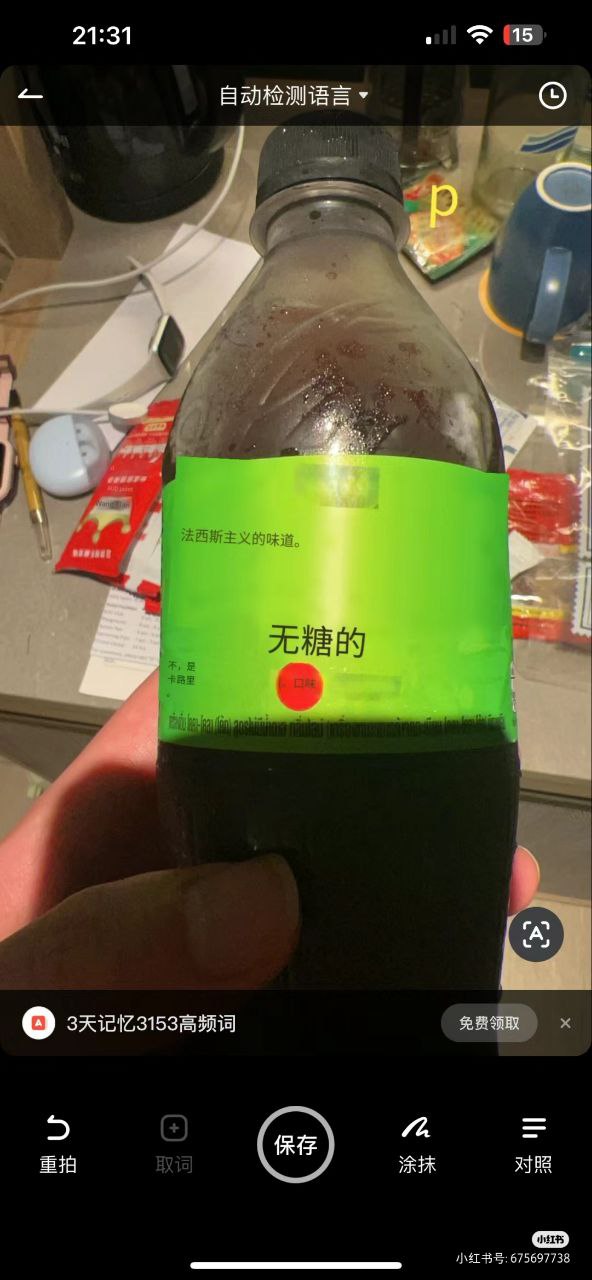 21:31
15
自动检测语言
p
法西斯主义的味道。
无糖的
不，是
卡路里
。口味
3天记忆3153高频词
免费领取
重拍
取词
保存
涂抹
对照
小红书
小红书号: 675697738